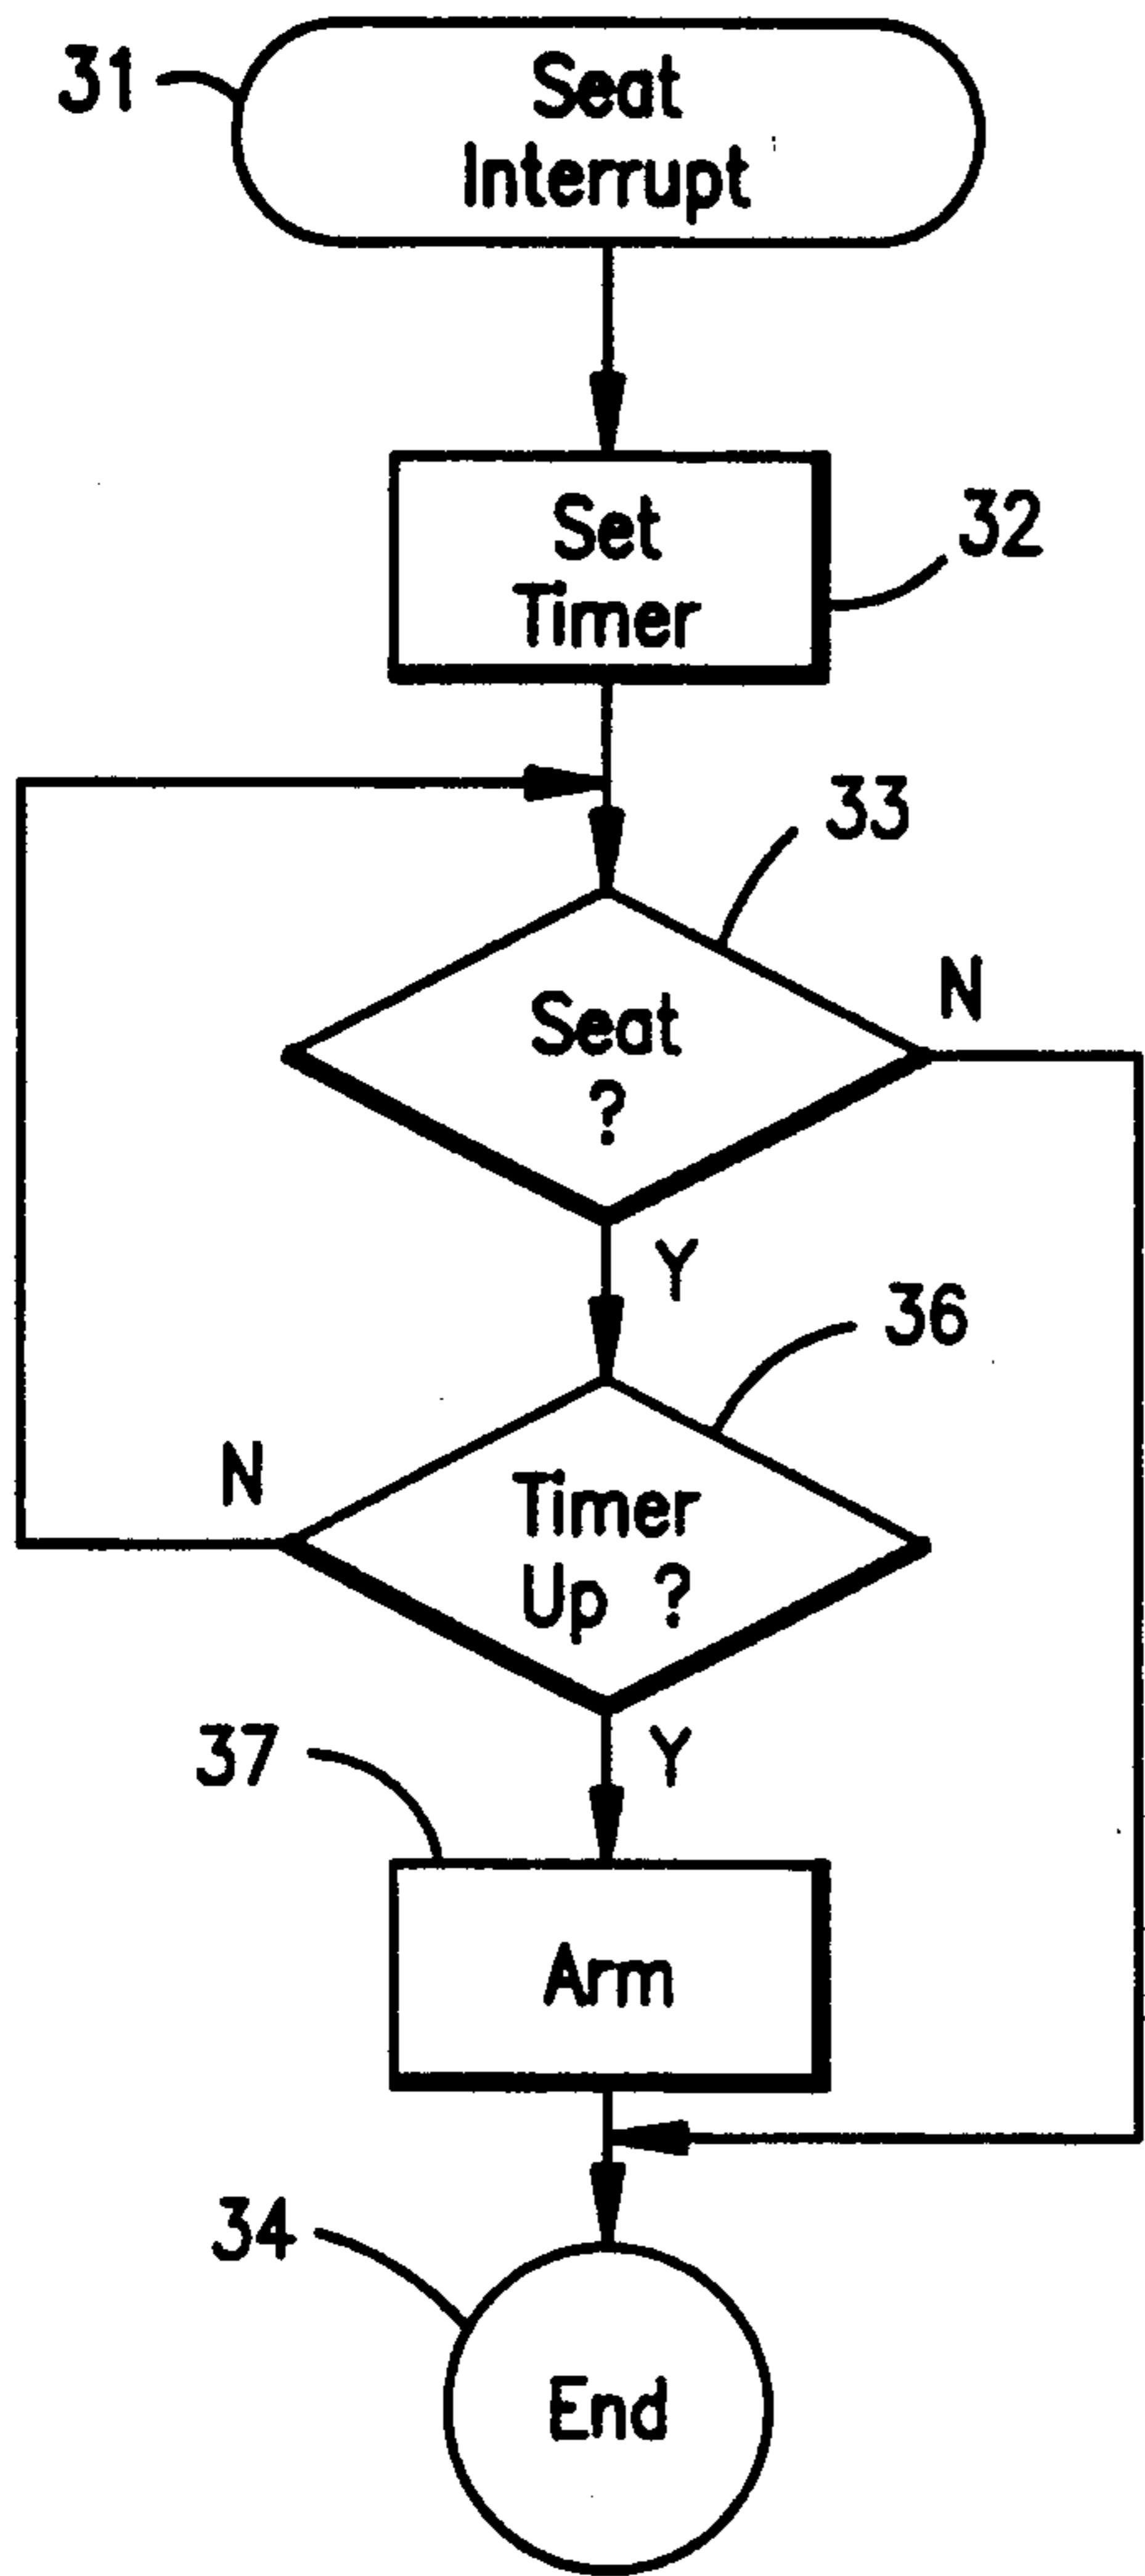 31
Seat
Interrupt
Set
Timer
32
33
Seat
?
N
Y
36
N
Timer
Up ?
Y
37
Arm
34
End